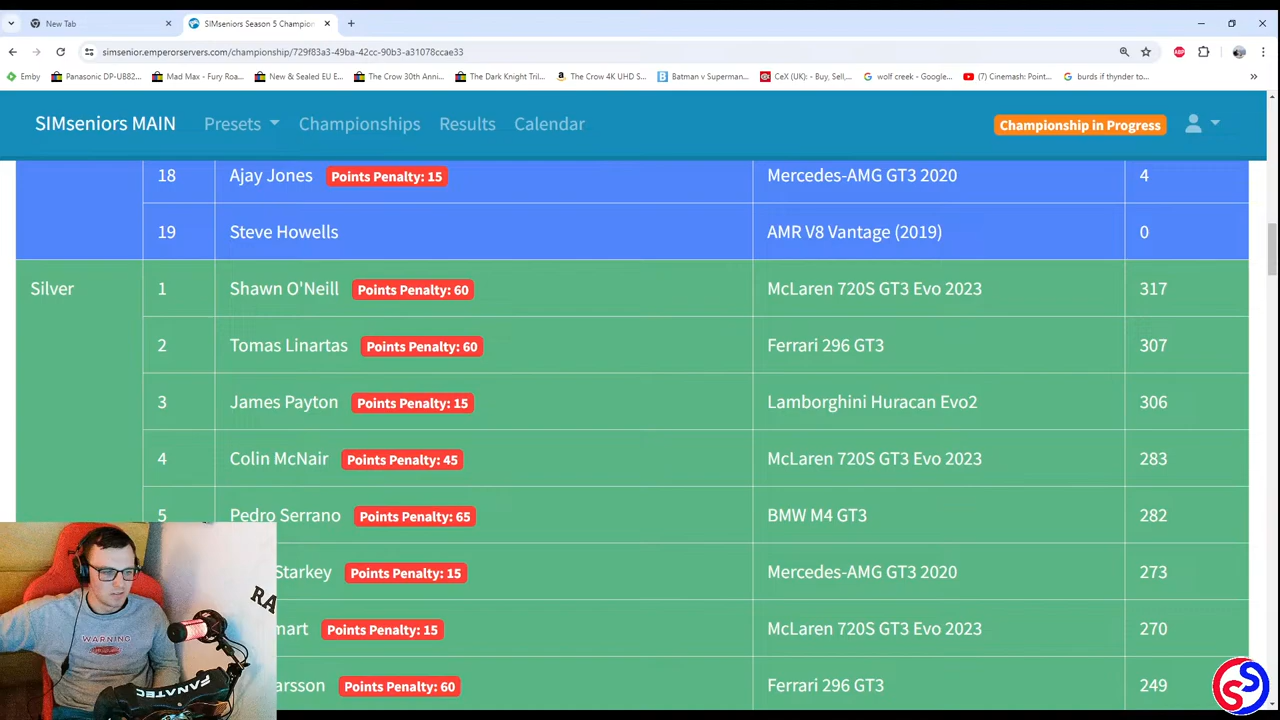 New Tab
SIMseniors Season 5 Champion
simsenior.emperorservers.com/championship/729f83a3-49ba-42cc-90b3-a31078ccae33
Emby
Panasonic DP-UB82...
Mad Max - Fury Roa...
New & Sealed EU E...
The Crow 30th Anni...
The Dark Knight Tril...
The Crow 4K UHD S...
Batman v Superman...
CeX (UK): - Buy, Sell,...
wolf creek - Google...
(7) Cinemash: Point...
burds if thynder to...
SIMseniors MAIN
Presets
Championships
Results
Calendar
Championship in Progress
18 Ajay Jones Points Penalty: 15 Mercedes-AMG GT3 2020 4
19 Steve Howells AMR V8 Vantage (2019) 0
Silver 1 Shawn O'Neill Points Penalty: 60 McLaren 720S GT3 Evo 2023 317
2 Tomas Linartas Points Penalty: 60 Ferrari 296 GT3 307
3 James Payton Points Penalty: 15 Lamborghini Huracan Evo2 306
4 Colin McNair Points Penalty: 45 McLaren 720S GT3 Evo 2023 283
5 Pedro Serrano Points Penalty: 65 BMW M4 GT3 282
Starkey Points Penalty: 15 Mercedes-AMG GT3 2020 273
mart Points Penalty: 15 McLaren 720S GT3 Evo 2023 270
arsson Points Penalty: 60 Ferrari 296 GT3 249
RA
WARNING
FANATEC